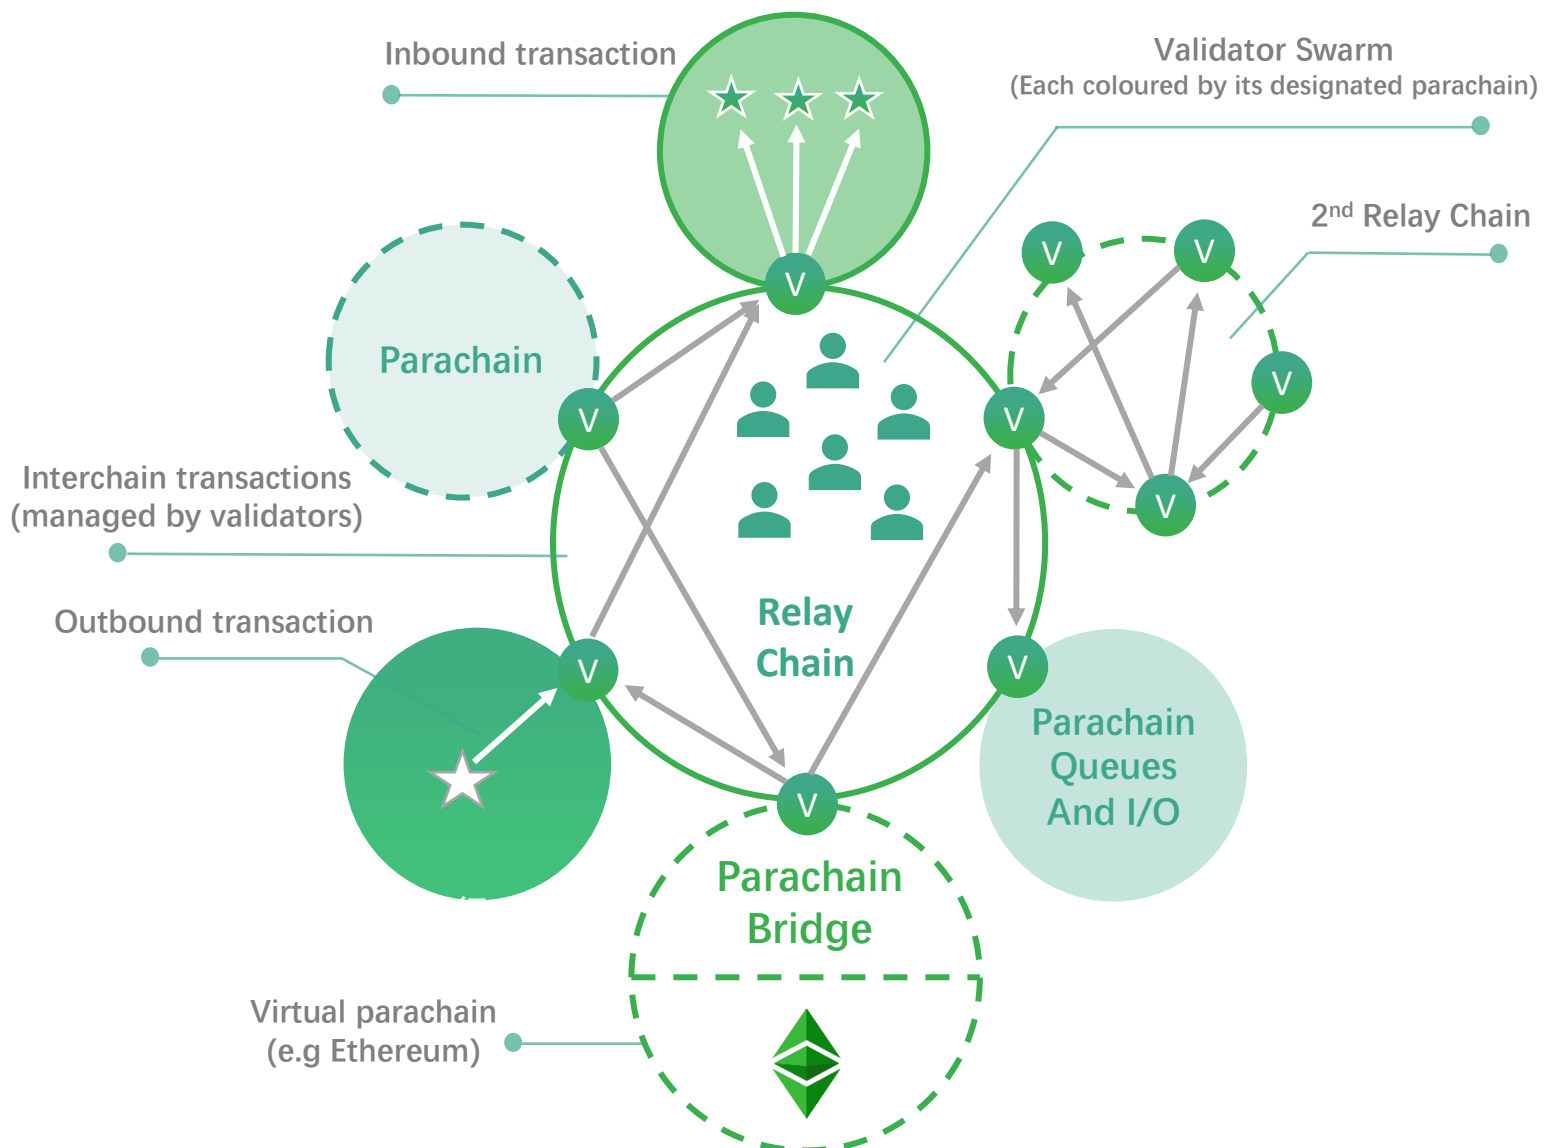 Inbound transaction
Validator Swarm
(Each coloured by its designated parachain)
2nd Relay Chain
V
V
V
V
Parachain
V
V
V
Interchain transactions
(managed by validators)
V
Outbound transaction
Relay
Chain
V
V
Parachain
Queues
And I/O
V
Parachain
Bridge
Virtual parachain
(e.g Ethereum)